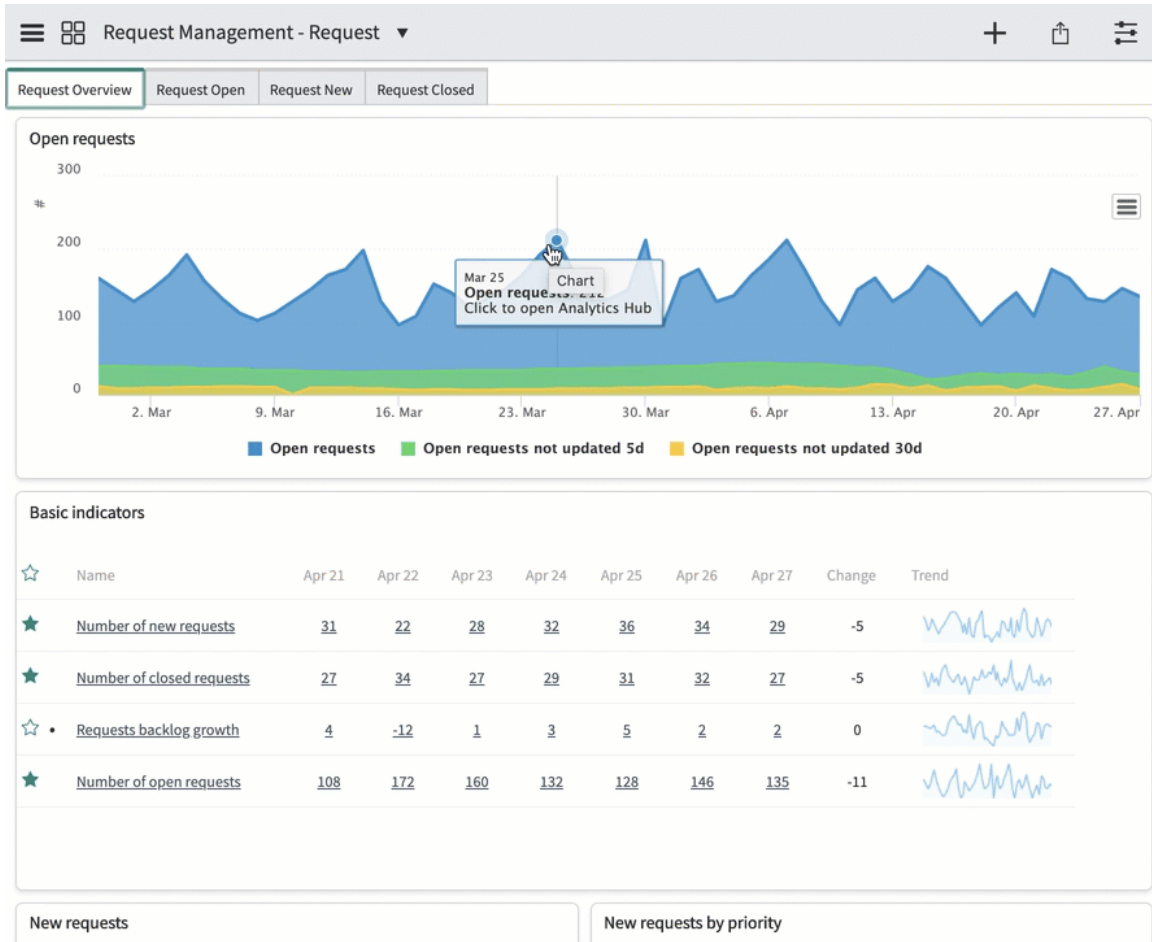 Request Management - Request ▼
Request Overview Request Open Request New Request Closed
Open requests
300
#
200
100
0
Mar 25
Chart
Open requests: 212
Click to open Analytics Hub
2. Mar 9. Mar 16. Mar 23. Mar 30. Mar 6. Apr 13. Apr 20. Apr 27. Apr
Open requests Open requests not updated 5d Open requests not updated 30d
Basic indicators
Name Apr 21 Apr 22 Apr 23 Apr 24 Apr 25 Apr 26 Apr 27 Change Trend
Number of new requests 31 22 28 32 36 34 29 -5
Number of closed requests 27 34 27 29 31 32 27 -5
• Requests backlog growth 4 -12 1 3 5 2 2 0
Number of open requests 108 172 160 132 128 146 135 -11
New requests New requests by priority